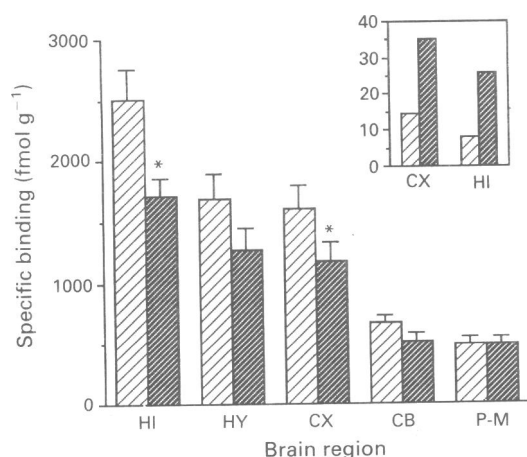 Specific binding (fmol g⁻¹)
3000
2000
1000
0
*
*
HI
HY
CX
CB
P-M
Brain region
40
30
20
10
0
CX
HI